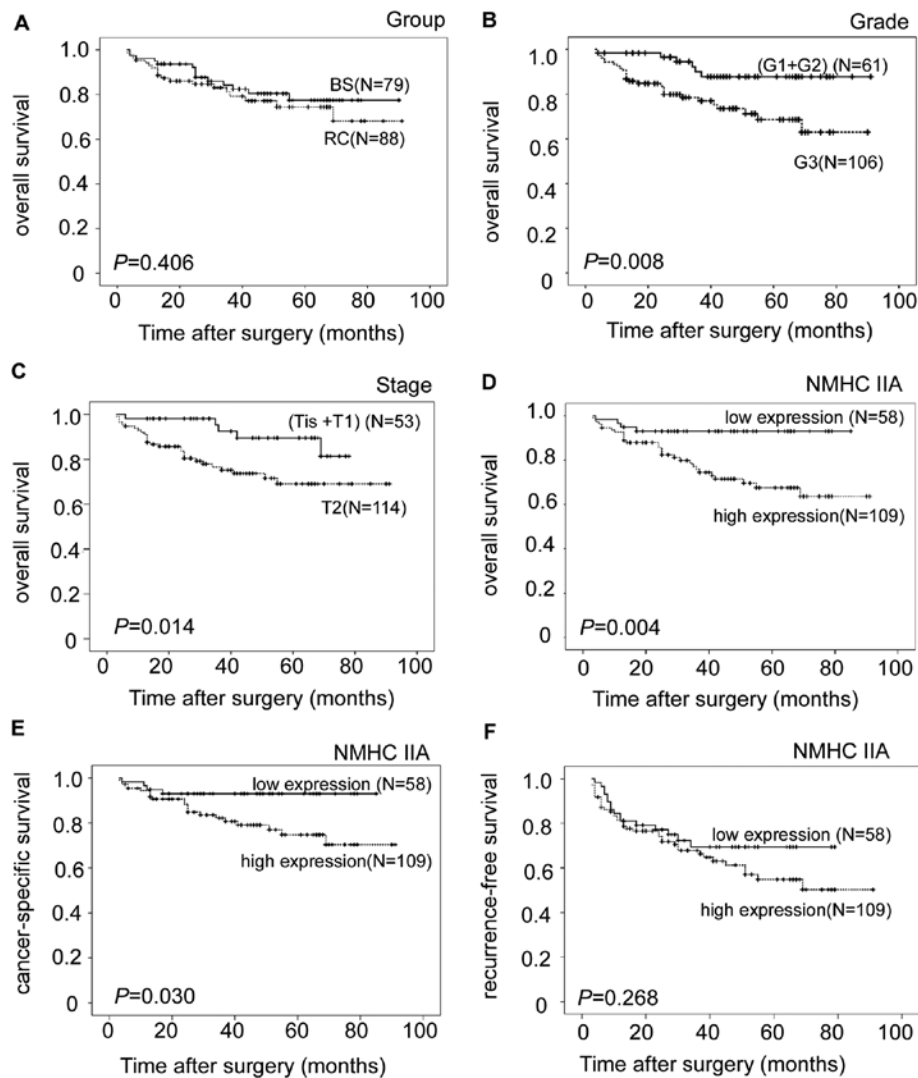 A
Group
overall survival
1.0
0.8
0.6
0.4
0.2
0
BS(N=79)
RC(N=88)
P=0.406
0 20 40 60 80 100
Time after surgery (months)
B
Grade
overall survival
1.0
0.8
0.6
0.4
0.2
0
(G1+G2) (N=61)
G3(N=106)
P=0.008
0 20 40 60 80 100
Time after surgery (months)
C
Stage
overall survival
1.0
0.8
0.6
0.4
0.2
0
(Tis +T1) (N=53)
T2(N=114)
P=0.014
0 20 40 60 80 100
Time after surgery (months)
D
NMHC IIA
overall survival
1.0
0.8
0.6
0.4
0.2
0
low expression (N=58)
high expression(N=109)
P=0.004
0 20 40 60 80 100
Time after surgery (months)
E
NMHC IIA
cancer-specific survival
1.0
0.8
0.6
0.4
0.2
0
low expression (N=58)
high expression(N=109)
P=0.030
0 20 40 60 80 100
Time after surgery (months)
F
NMHC IIA
recurrence-free survival
1.0
0.8
0.6
0.4
0.2
0
low expression (N=58)
high expression(N=109)
P=0.268
0 20 40 60 80 100
Time after surgery (months)